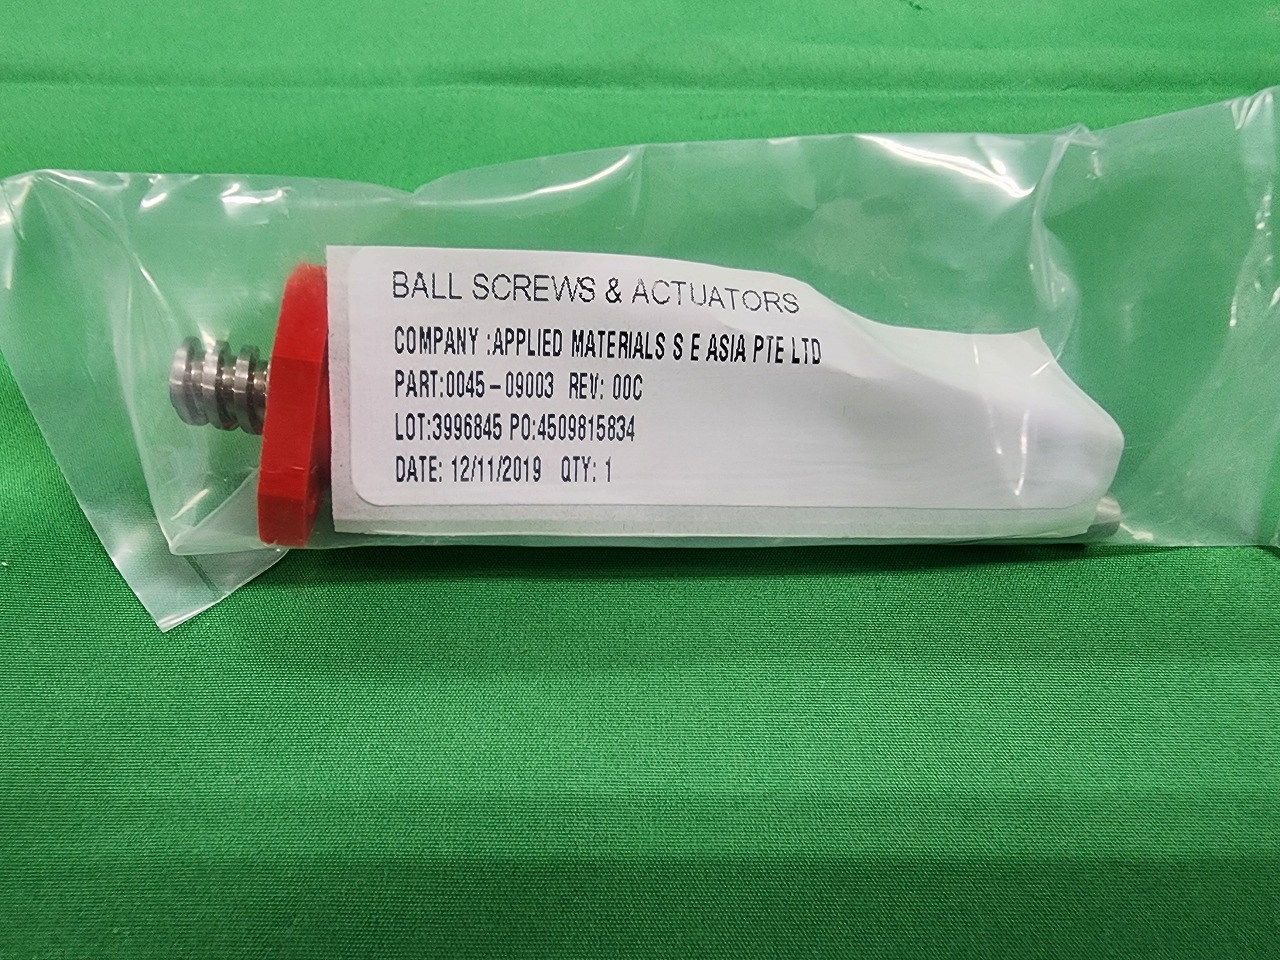 BALL SCREWS & ACTUATORS
COMPANY :APPLIED MATERIALS S E ASIA PTE LTD
PART:0045-09003 REV: 00C
LOT:3996845 PO:4509815834
DATE: 12/11/2019 QTY: 1